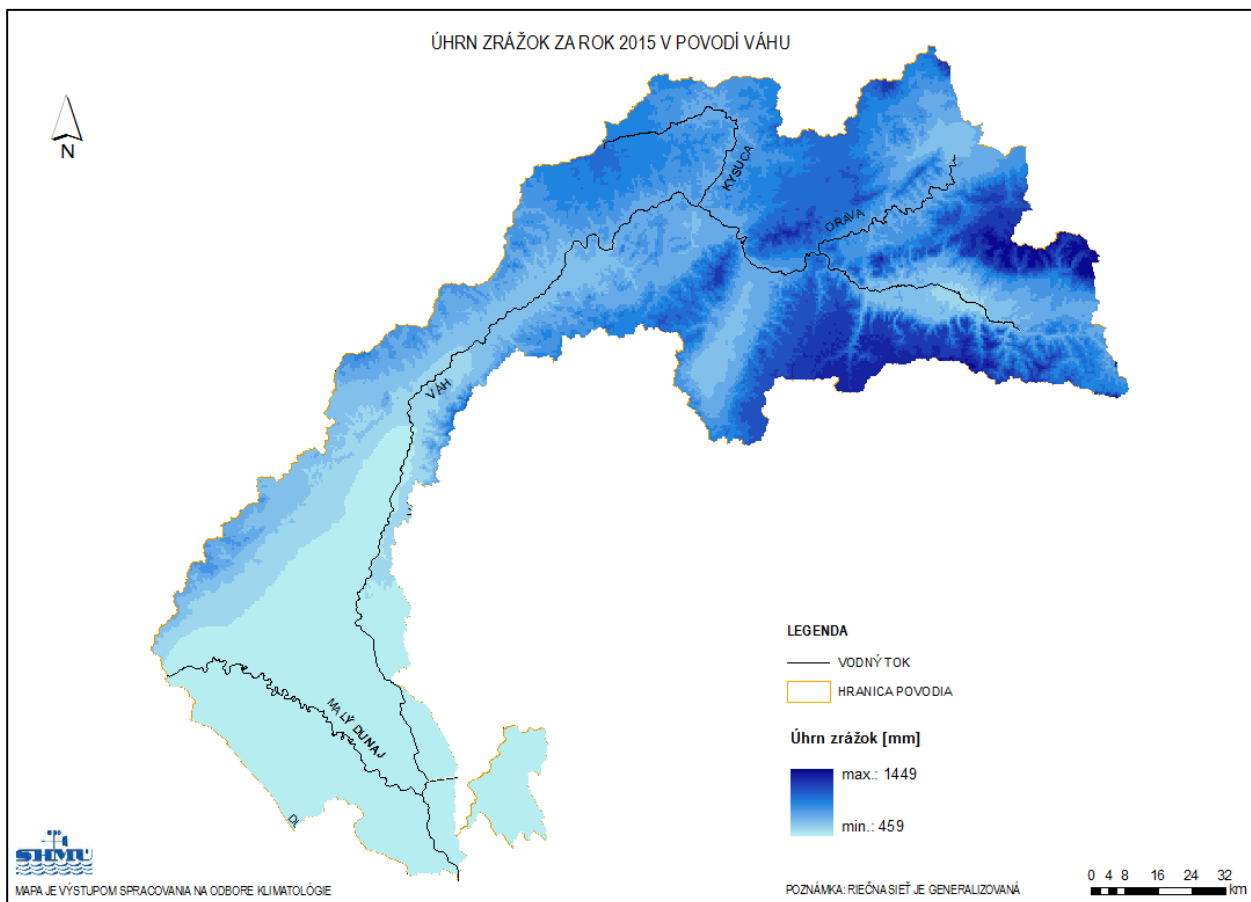 ÚHRN ZRÁŽOK ZA ROK 2015 V POVODÍ VÁHU
N
KYSUCA
ORAVA
VÁH
MALÝ DUNAJ
LEGENDA
VODNÝ TOK
HRANICA POVODIA
Úhrn zrážok [mm]
max.: 1449
min.: 459
SHMÚ
MAPA JE VÝSTUPOM SPRACOVANIA NA ODBORE KLIMATOLÓGIE
POZNÁMKA: RIEČNA SIEŤ JE GENERALIZOVANÁ
0 4 8 16 24 32
km